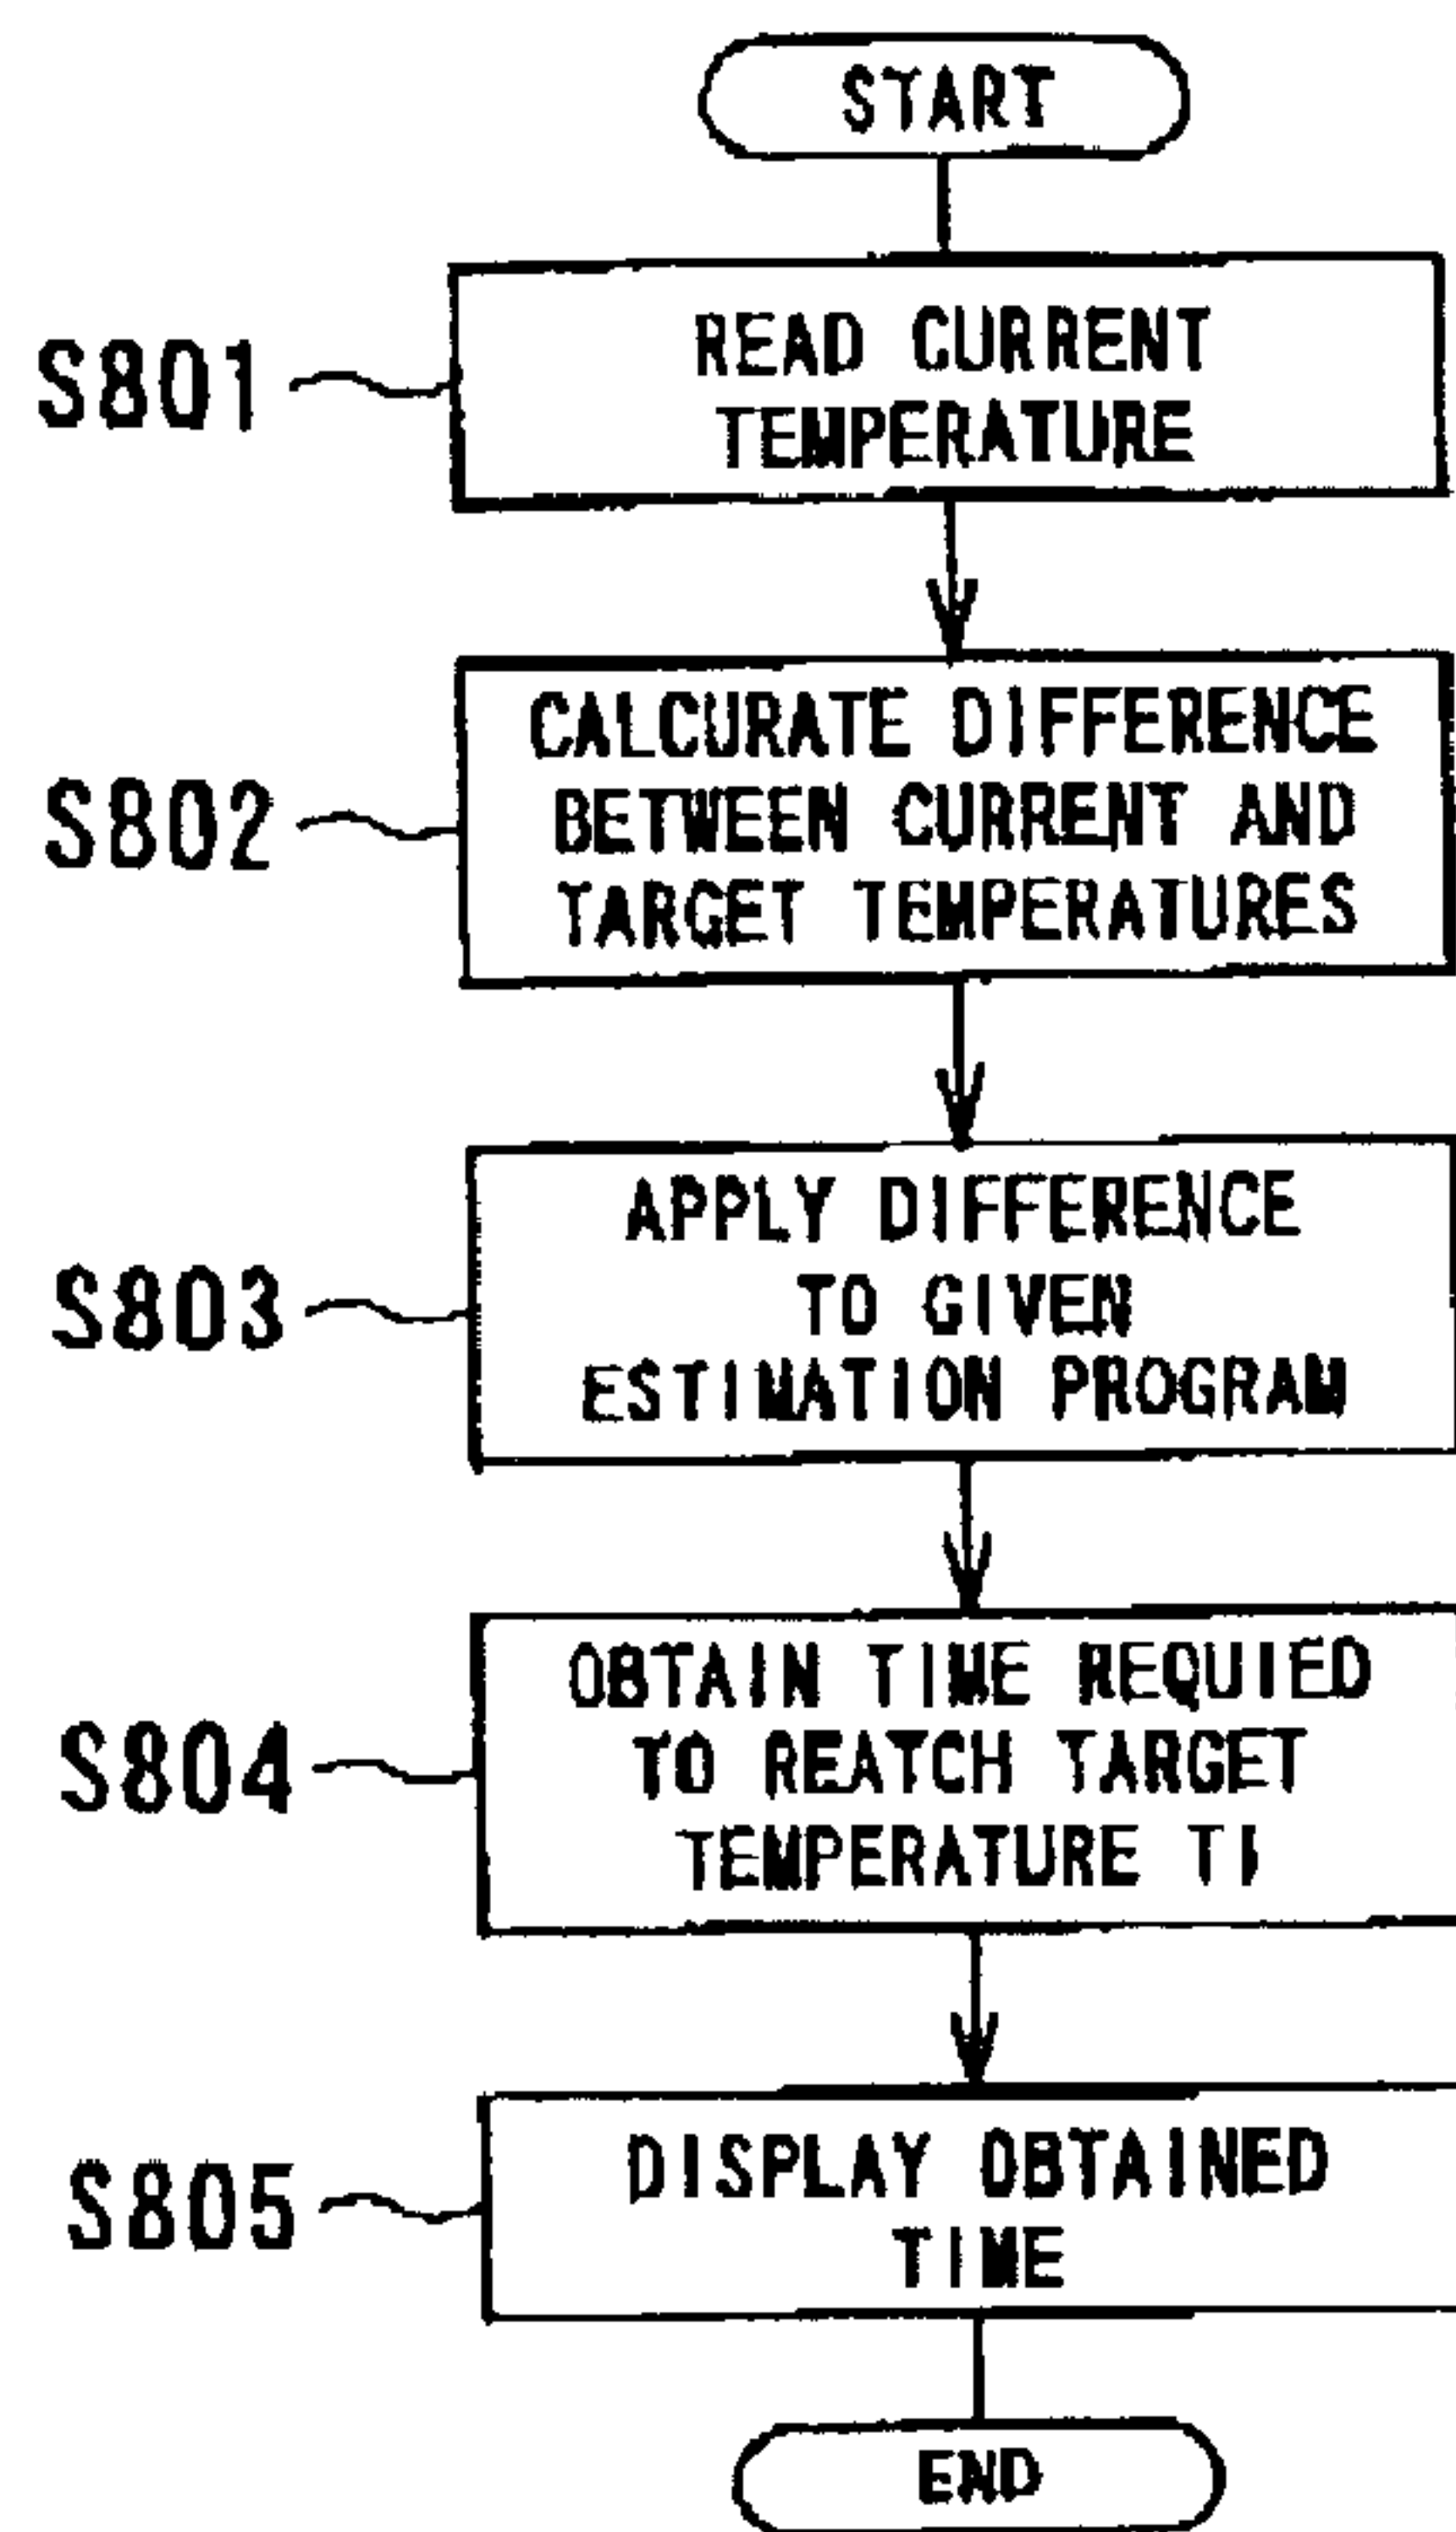 START
S801
READ CURRENT
TEMPERATURE
S802
CALCURATE DIFFERENCE
BETWEEN CURRENT AND
TARGET TEMPERATURES
S803
APPLY DIFFERENCE
TO GIVEN
ESTIMATION PROGRAM
S804
OBTAIN TIME REQUIED
TO REATCH TARGET
TEMPERATURE TI
S805
DISPLAY OBTAINED
TIME
END